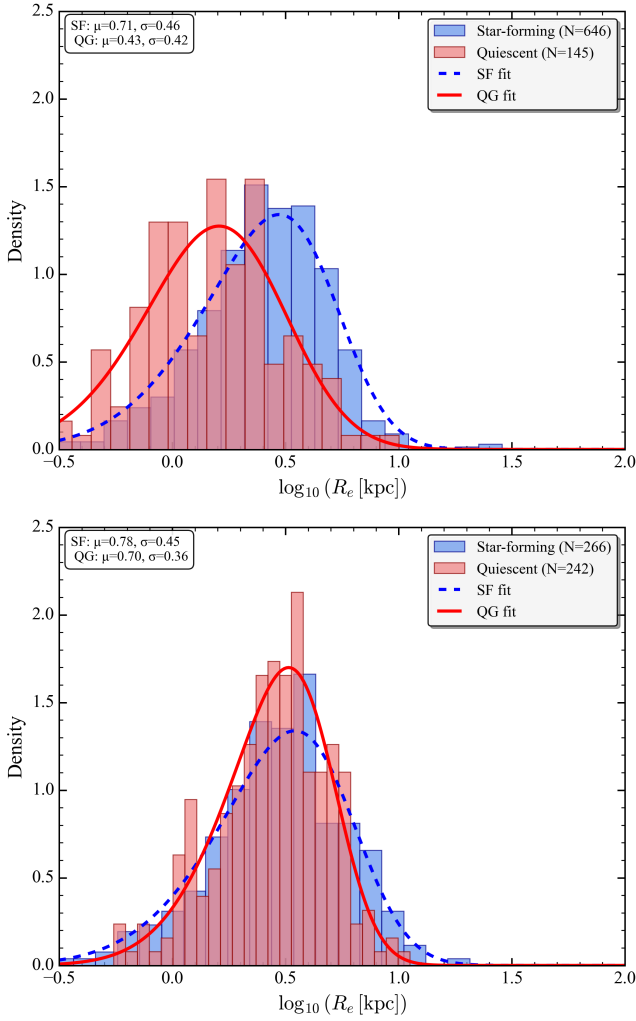 SF: μ=0.71, σ=0.46
QG: μ=0.43, σ=0.42
Star-forming (N=646)
Quiescent (N=145)
SF fit
QG fit
2.5
2.0
1.5
1.0
0.5
0.0
Density
-0.5 0.0 0.5 1.0 1.5 2.0
log10 (Re [kpc])
SF: μ=0.78, σ=0.45
QG: μ=0.70, σ=0.36
Star-forming (N=266)
Quiescent (N=242)
SF fit
QG fit
2.5
2.0
1.5
1.0
0.5
0.0
Density
-0.5 0.0 0.5 1.0 1.5 2.0
log10 (Re [kpc])